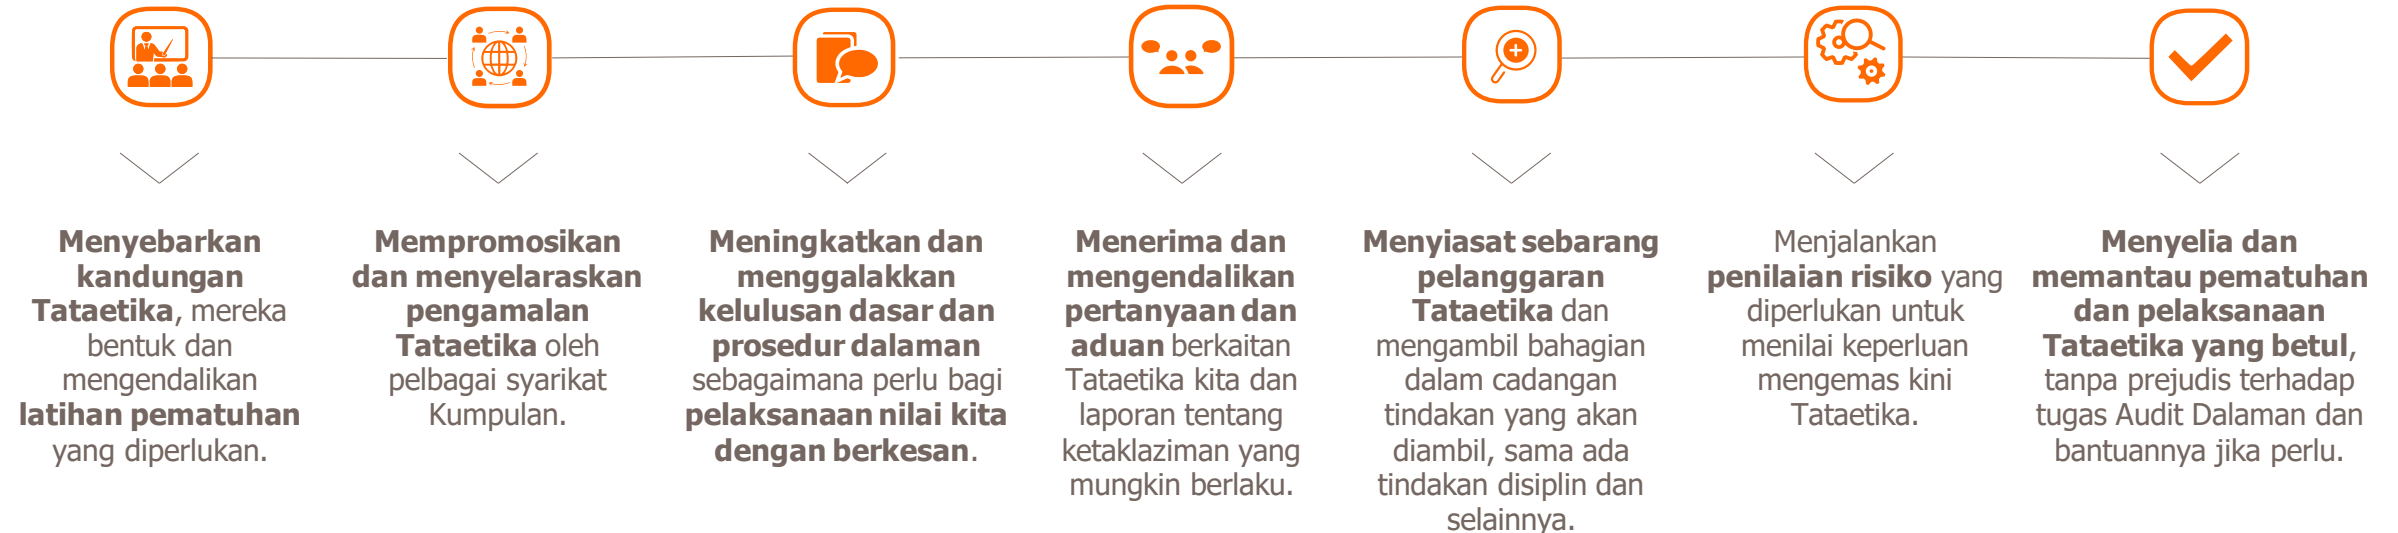 Menyebarkan
kandungan
Tataetika, mereka
bentuk dan
mengendalikan
latihan pematuhan
yang diperlukan.
Mempromosikan
dan menyelaraskan
pengamalan
Tataetika oleh
pelbagai syarikat
Kumpulan.
Meningkatkan dan
menggalakkan
kelulusan dasar dan
prosedur dalaman
sebagaimana perlu bagi
pelaksanaan nilai kita
dengan berkesan.
Menerima dan
mengendalikan
pertanyaan dan
aduan berkaitan
Tataetika kita dan
laporan tentang
ketaklaziman yang
mungkin berlaku.
Menyiasat sebarang
pelanggaran
Tataetika dan
mengambil bahagian
dalam cadangan
tindakan yang akan
diambil, sama ada
tindakan disiplin dan
selainnya.
Menjalankan
penilaian risiko yang
diperlukan untuk
menilai keperluan
mengemas kini
Tataetika.
Menyelia dan
memantau pematuhan
dan pelaksanaan
Tataetika yang betul,
tanpa prejudis terhadap
tugas Audit Dalaman dan
bantuannya jika perlu.